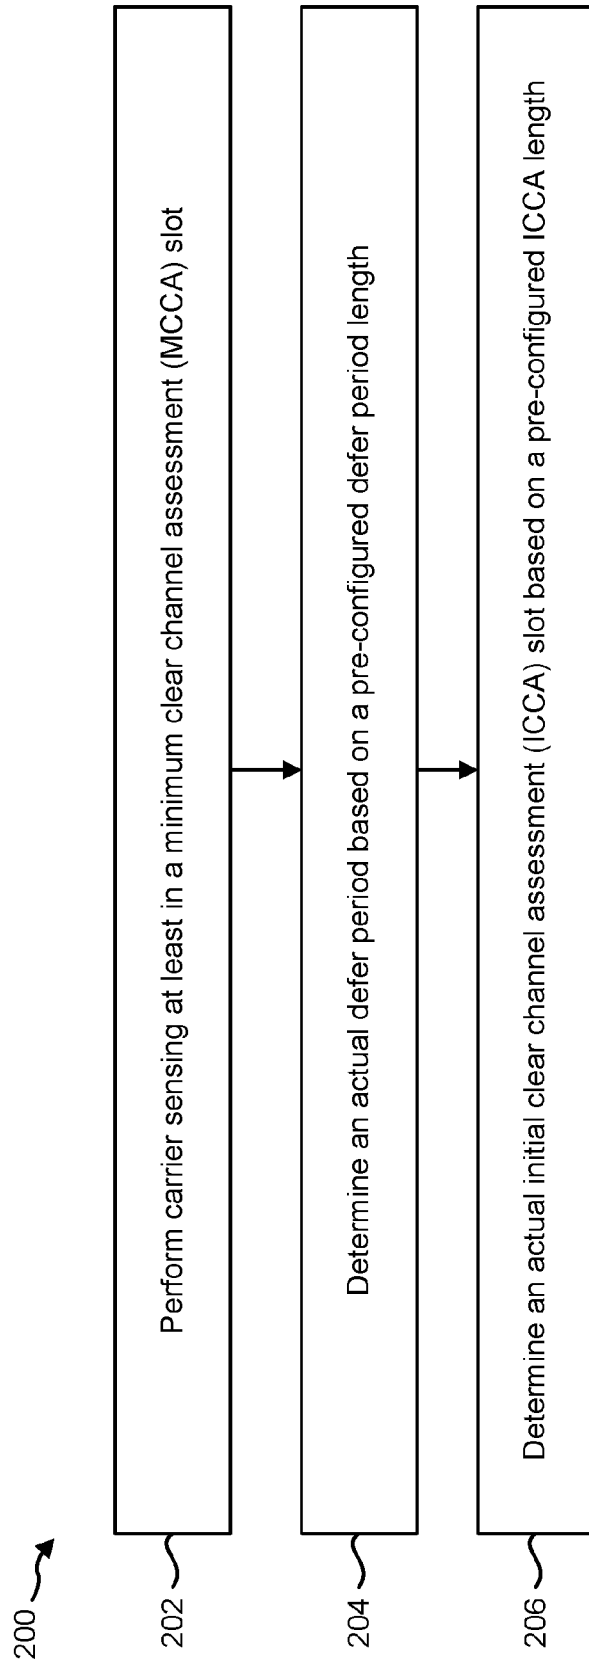 200
202
Perform carrier sensing at least in a minimum clear channel assessment (MCCA) slot
204
Determine an actual defer period based on a pre-configured defer period length
206
Determine an actual initial clear channel assessment (ICCA) slot based on a pre-configured ICCA length